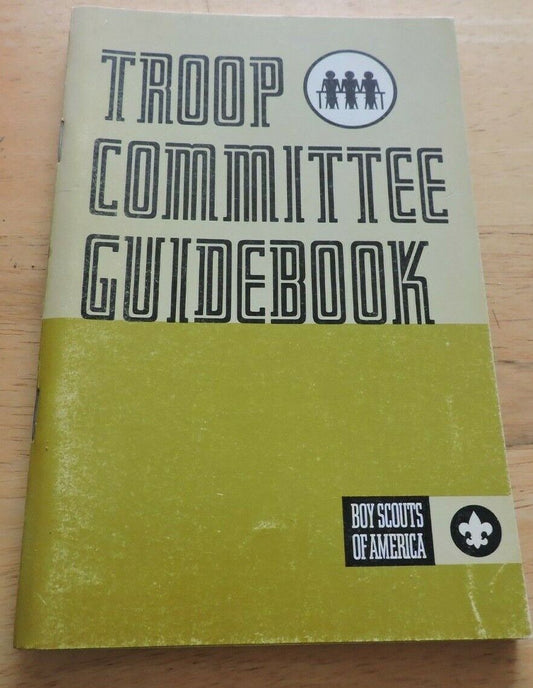 TROOP
COMMITTEE
GUIDEBOOK
BOY SCOUTS
OF AMERICA